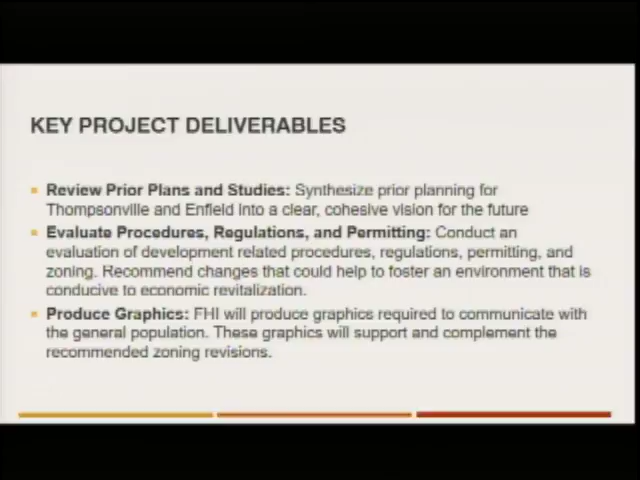 KEY PROJECT DELIVERABLES
Review Prior Plans and Studies: Synthesize prior planning for
Thompsonville and Enfield into a clear, cohesive vision for the future
Evaluate Procedures, Regulations, and Permitting: Conduct an
evaluation of development related procedures, regulations, permitting, and
zoning. Recommend changes that could help to foster an environment that is
conducive to economic revitalization.
Produce Graphics: FHI will produce graphics required to communicate with
the general population. These graphics will support and complement the
recommended zoning revisions.